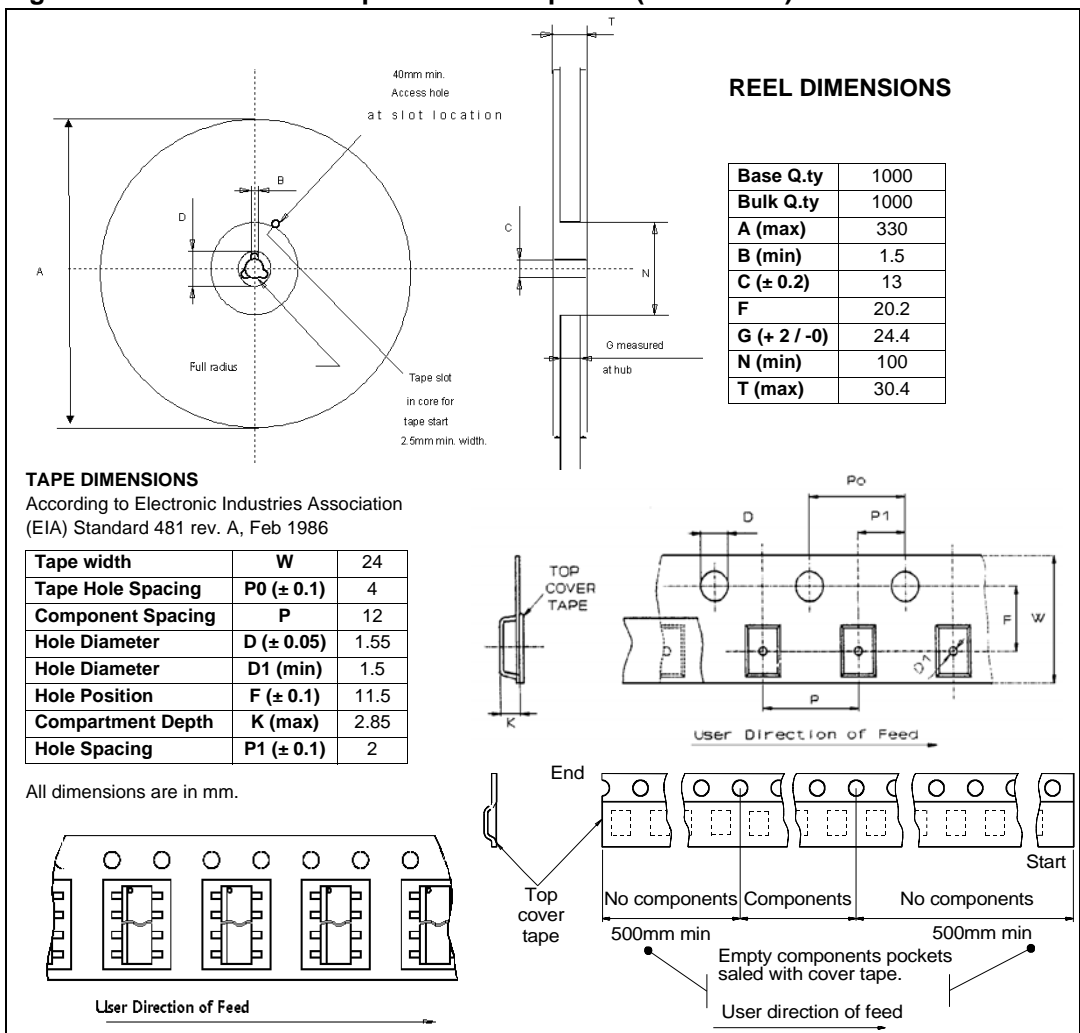 T
40mm min.
Access hole
at slot location
B
D
C
A
N
Full radius
G measured
at hub
Tape slot
in core for
tape start
2.5mm min. width.
REEL DIMENSIONS
Base Q.ty 1000
Bulk Q.ty 1000
A (max) 330
B (min) 1.5
C (± 0.2) 13
F 20.2
G (+ 2 / -0) 24.4
N (min) 100
T (max) 30.4
TAPE DIMENSIONS
According to Electronic Industries Association
(EIA) Standard 481 rev. A, Feb 1986
Tape width W 24
Tape Hole Spacing P0 (± 0.1) 4
Component Spacing P 12
Hole Diameter D (± 0.05) 1.55
Hole Diameter D1 (min) 1.5
Hole Position F (± 0.1) 11.5
Compartment Depth K (max) 2.85
Hole Spacing P1 (± 0.1) 2
All dimensions are in mm.
Po
D
P1
TOP
COVER
TAPE
F
W
D1
P
K
User Direction of Feed
End
Start
Top
cover
tape
No components
Components
No components
500mm min
500mm min
Empty components pockets
saled with cover tape.
User direction of feed
User Direction of Feed